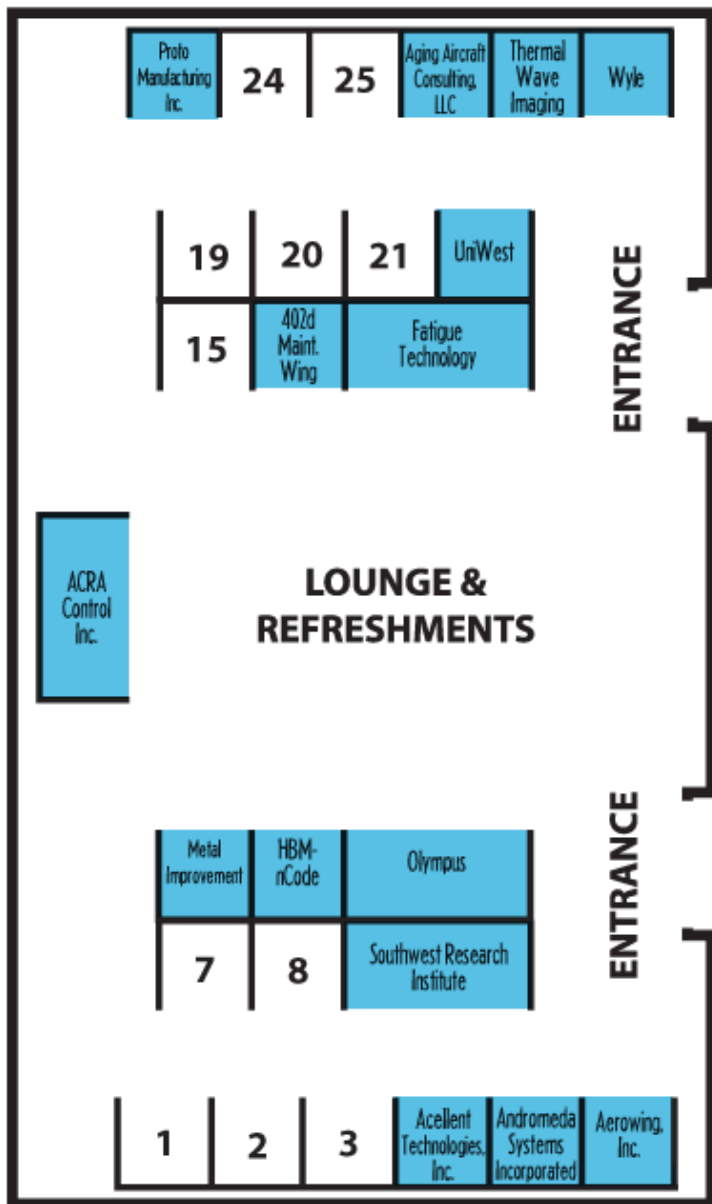 Proto
Manufacturing
Inc.
24
25
Aging Aircraft
Consulting,
LLC
Thermal
Wave
Imaging
Wyle
19
20
21
UniWest
15
402d
Maint.
Wing
Fatigue
Technology
ENTRANCE
ACRA
Control
Inc.
LOUNGE &
REFRESHMENTS
Metal
Improvement
HBM-
nCode
Olympus
ENTRANCE
7
8
Southwest Research
Institute
1
2
3
Acellent
Technologies,
Inc.
Andromeda
Systems
Incorporated
Aerowing,
Inc.